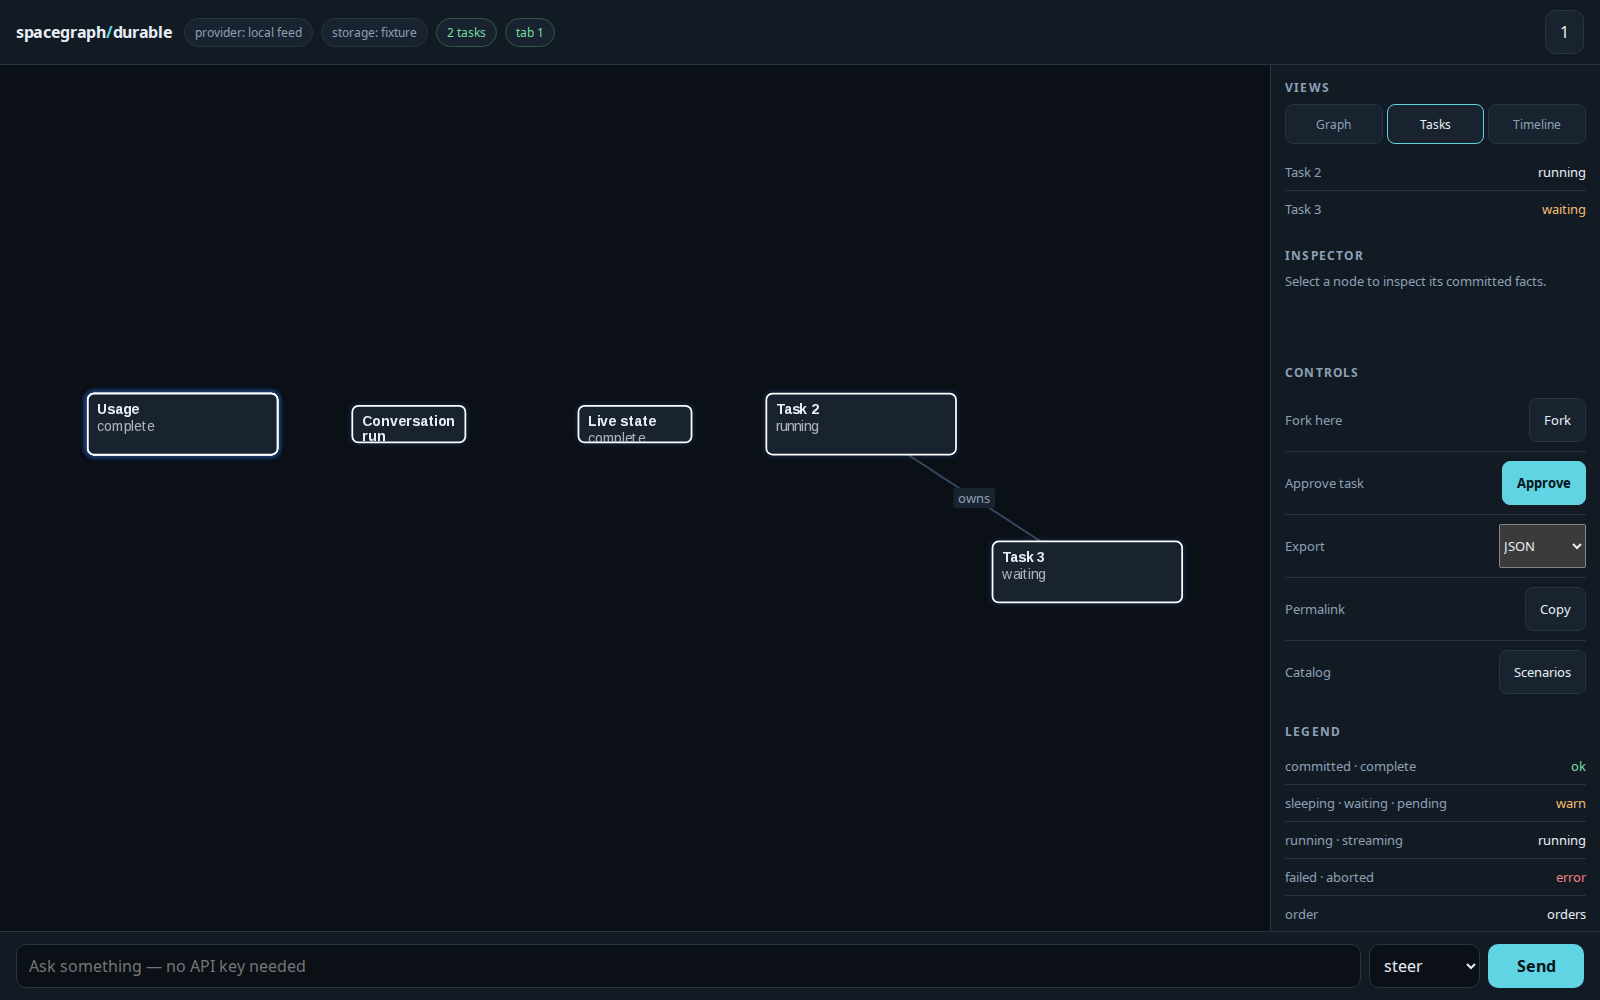 spacegraph/durable
provider: local feed
storage: fixture
2 tasks
tab 1
1
Usage
complete
Conversation
run
Live state
complete
Task 2
running
owns
Task 3
waiting
VIEWS
Graph
Tasks
Timeline
Task 2 running
Task 3 waiting
INSPECTOR
Select a node to inspect its committed facts.
CONTROLS
Fork here Fork
Approve task Approve
Export JSON
Permalink Copy
Catalog Scenarios
LEGEND
committed · complete ok
sleeping · waiting · pending warn
running · streaming running
failed · aborted error
order orders
Ask something — no API key needed
steer
Send